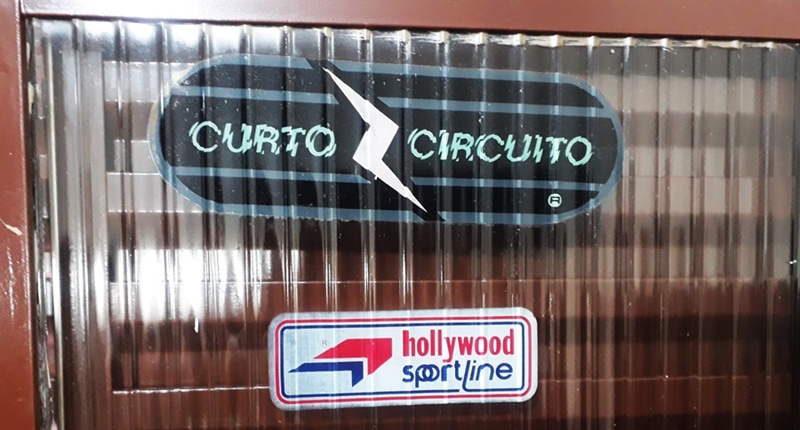 CURTO CIRCUITO
®
®
hollywood
sportline